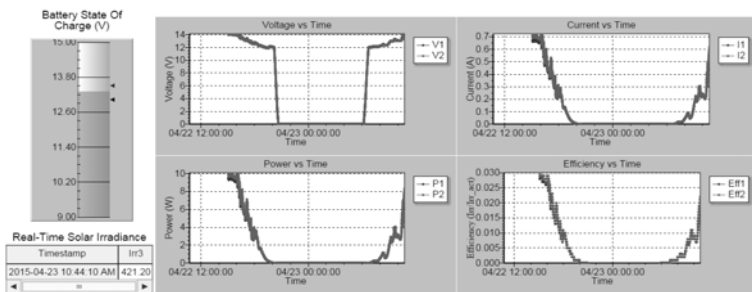 Battery State Of
Charge (V)
15.00
13.80
12.60
11.40
10.20
9.00
Real-Time Solar Irradiance
Timestamp Irr3
2015-04-23 10:44:10 AM 421.20
Voltage vs Time
Voltage (V)
14
12
10
8
6
4
2
0
04/22 12:00:00 04/23 00:00:00
Time
V1
V2
Current vs Time
Current (A)
0.7
0.6
0.5
0.4
0.3
0.2
0.1
0.0
04/22 12:00:00 04/23 00:00:00
Time
I1
I2
Power vs Time
Power (W)
10
8
6
4
2
0
04/22 12:00:00 04/23 00:00:00
Time
P1
P2
Efficiency vs Time
Efficiency (Irr/Irr_act)
0.030
0.025
0.020
0.015
0.010
0.005
0.000
04/22 12:00:00 04/23 00:00:00
Time
Eff1
Eff2